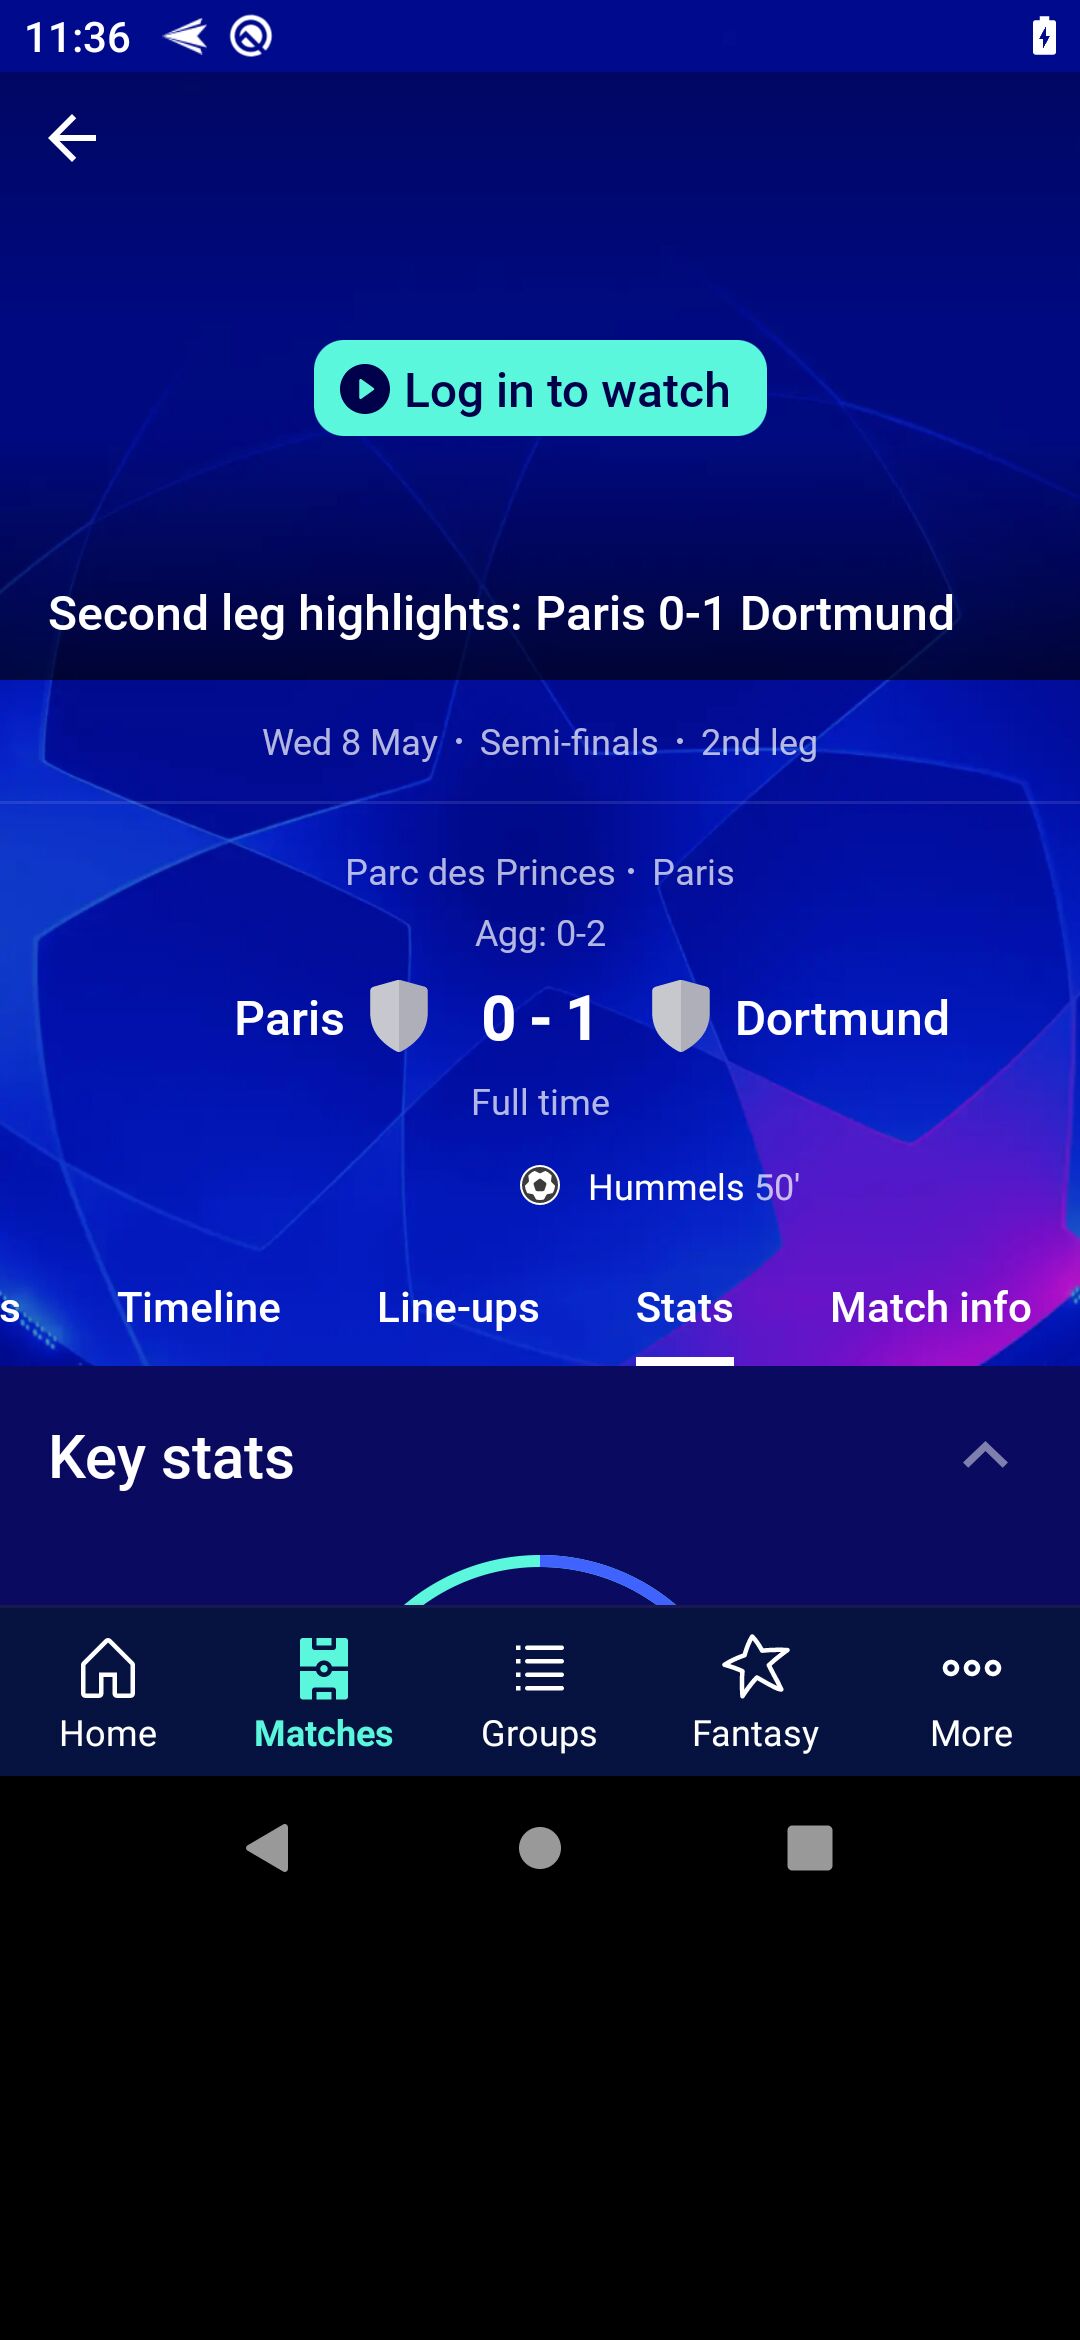 11:36
Log in to watch
Second leg highlights: Paris 0-1 Dortmund
Wed 8 May · Semi-finals · 2nd leg
Parc des Princes · Paris
Agg: 0-2
Paris 0 - 1 Dortmund
Full time
Hummels 50'
s Timeline Line-ups Stats Match info
Key stats
Home Matches Groups Fantasy More